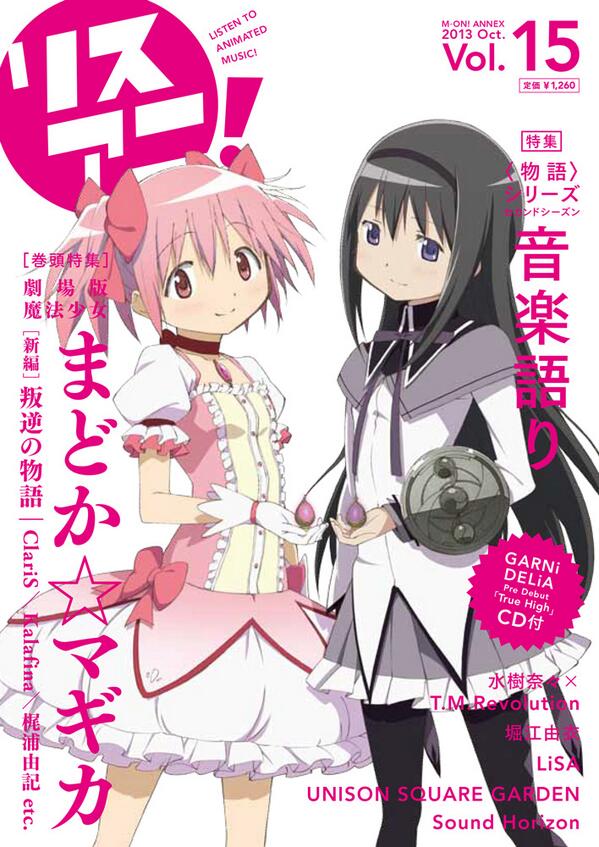 リス
アニ!
LISTEN TO
ANIMATED
MUSIC!
M-ON! ANNEX
2013 Oct.
Vol. 15
定価 ¥1,260
特集
〈物語〉
シリーズ
セカンドシーズン
音楽語り
[巻頭特集]
劇場版
魔法少女
まどか☆マギカ
[新編] 叛逆の物語 | ClariS / Kalafina / 梶浦由記 etc.
GARNi
DELiA
Pre Debut
「True High」
CD付
水樹奈々×
T.M.Revolution
堀江由衣
LiSA
UNISON SQUARE GARDEN
Sound Horizon